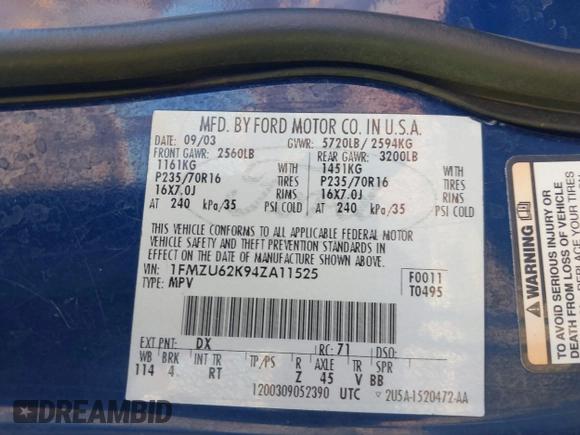 MFD. BY FORD MOTOR CO. IN U.S.A.
DATE: 09/03 GVWR: 5720LB / 2594KG
FRONT GAWR: 2560LB REAR GAWR: 3200LB
1161KG WITH 1451KG WITH
P235/70R16 TIRES P235/70R16 TIRES
16X7.0J RIMS 16X7.0J RIMS
AT 240 kPa/35 PSI COLD AT 240 kPa/35 PSI COLD
THIS VEHICLE CONFORMS TO ALL APPLICABLE FEDERAL MOTOR
VEHICLE SAFETY AND THEFT PREVENTION STANDARDS IN
EFFECT ON THE DATE OF MANUFACTURE SHOWN ABOVE.
VIN: 1FMZU62K94ZA11525
TYPE: MPV
F0011
T0495
EXT PNT: DX RC: 71 DSO:
WB BRK INT TR TP/PS R AXLE TR SPR
114 4 RT Z 45 V BB
1200309052390 UTC 2U5A-1520472-AA
WARNING
TO AVOID SERIOUS INJURY OR
DEATH FROM LOSS OF VEHICLE
REPLACE TIRES
DREAMBID